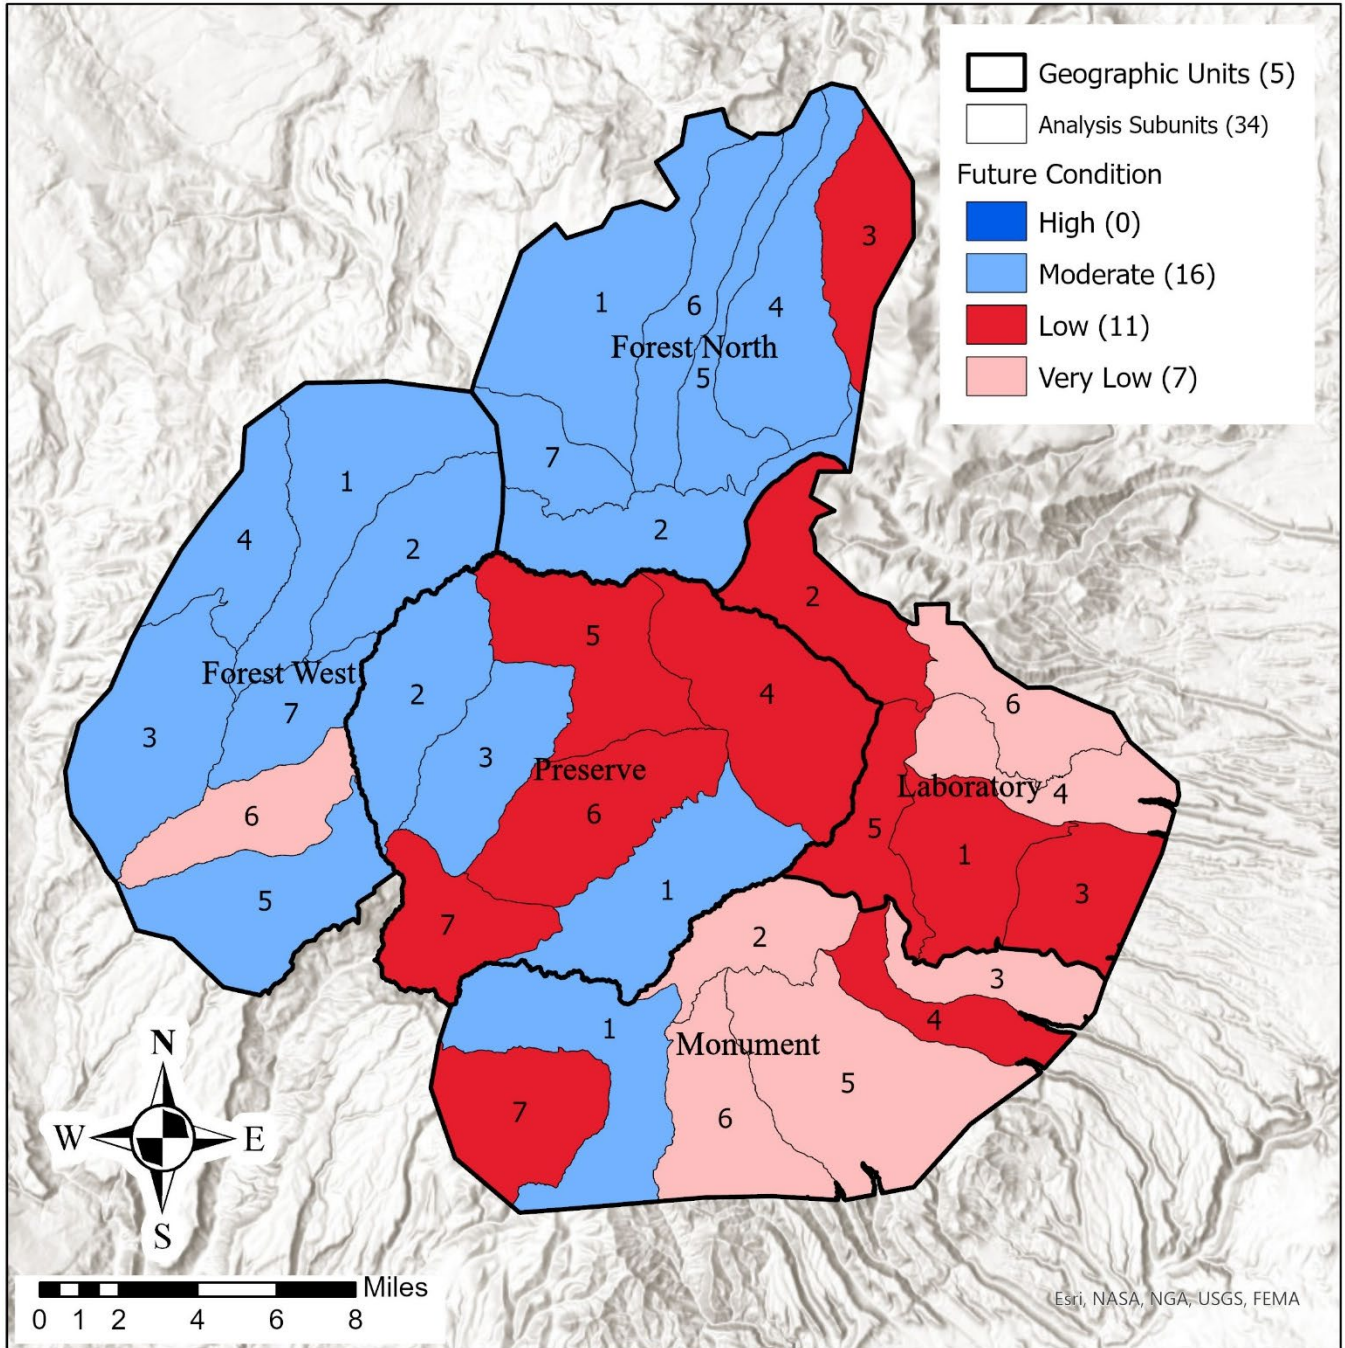 Geographic Units (5)
Analysis Subunits (34)
Future Condition
High (0)
Moderate (16)
Low (11)
Very Low (7)
3
1
6
4
Forest North
5
7
2
1
4
2
Forest West
7
3
6
5
2
5
4
2
3
Preserve
6
1
7
2
6
Laboratory
4
5
1
3
2
3
4
1
Monument
5
7
6
N
W
E
S
Miles
0 1 2 4 6 8
Esri, NASA, NGA, USGS, FEMA